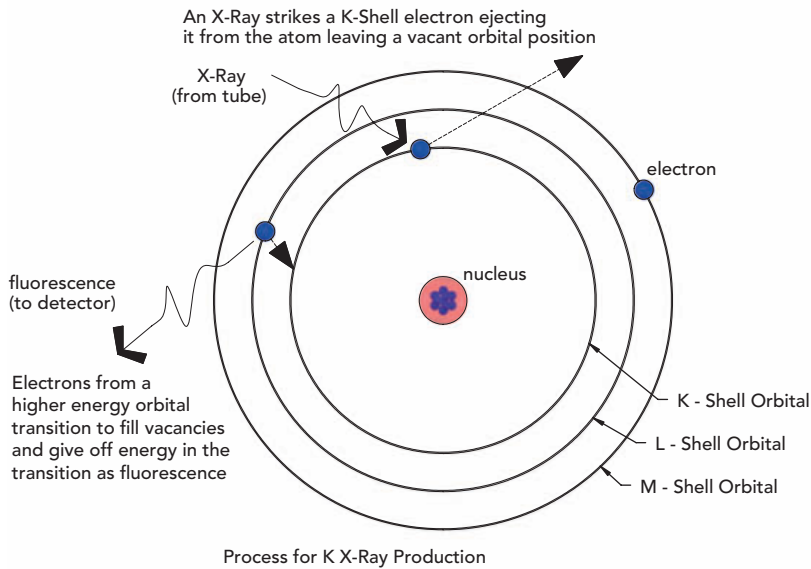 An X-Ray strikes a K-Shell electron ejecting
it from the atom leaving a vacant orbital position
X-Ray
(from tube)
electron
nucleus
fluorescence
(to detector)
Electrons from a
higher energy orbital
transition to fill vacancies
and give off energy in the
transition as fluorescence
K - Shell Orbital
L - Shell Orbital
M - Shell Orbital
Process for K X-Ray Production